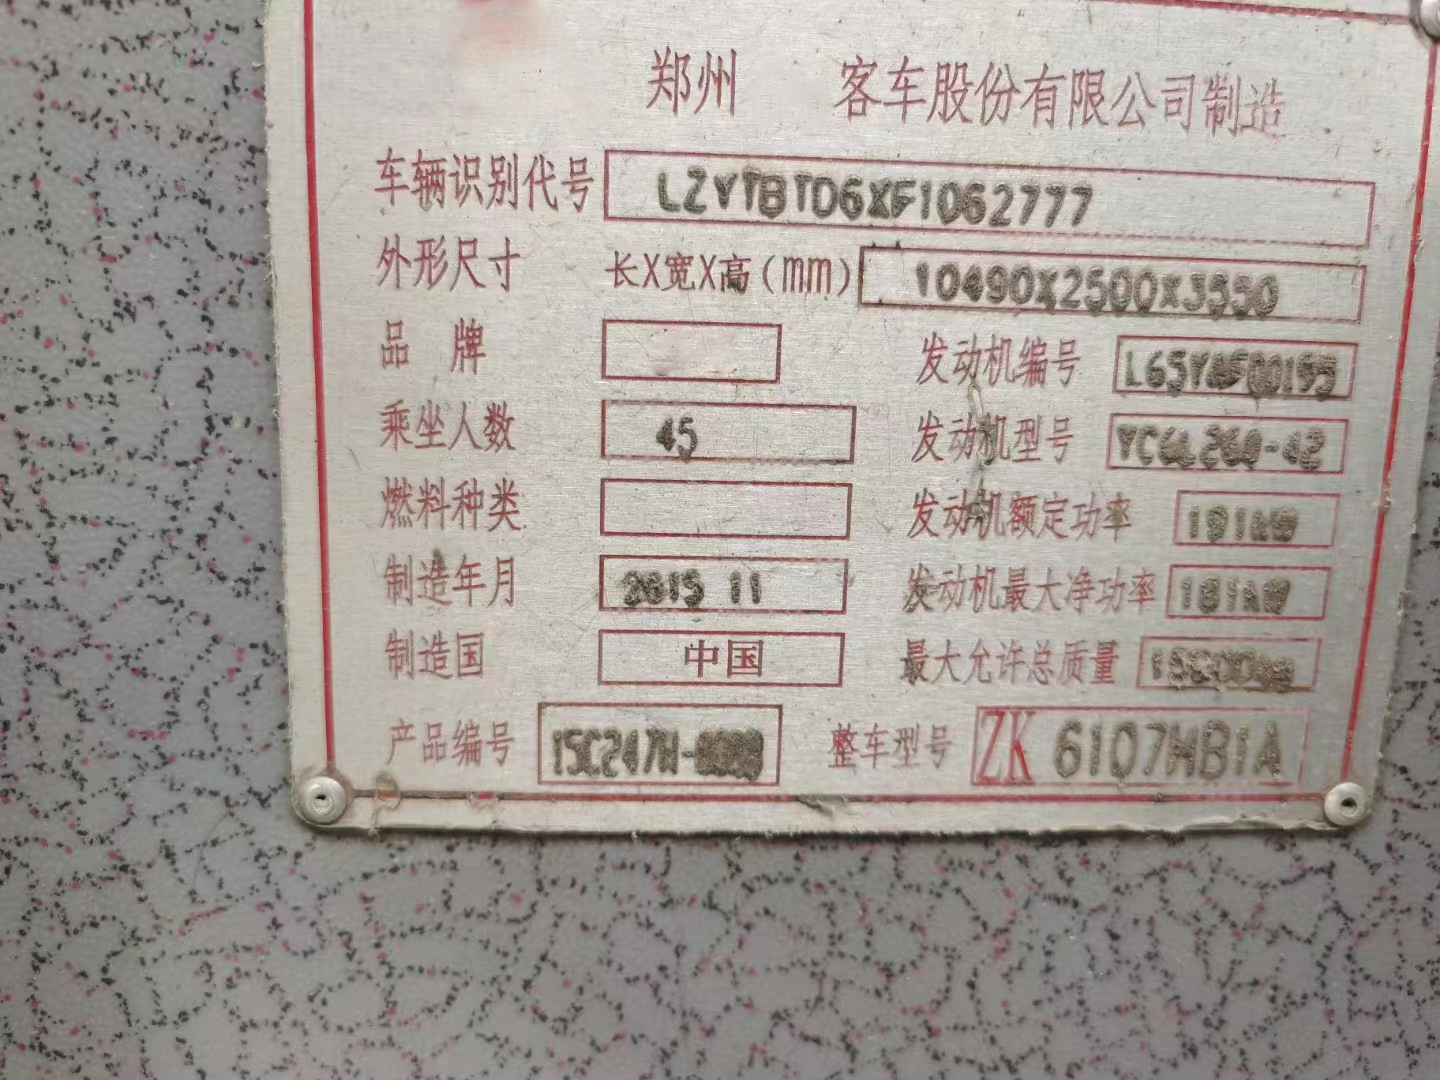 郑州 客车股份有限公司制造
车辆识别代号 LZYTBTD6XF1062777
外形尺寸 长X宽X高(mm) 10490X2500X3550
品 牌 发动机编号
乘坐人数 45 发动机型号 YC6L260-42
燃料种类 发动机额定功率 191kW
制造年月 2015 11 发动机最大净功率 181kW
制造国 中国 最大允许总质量
产品编号 整车型号 ZK 6107HB1A